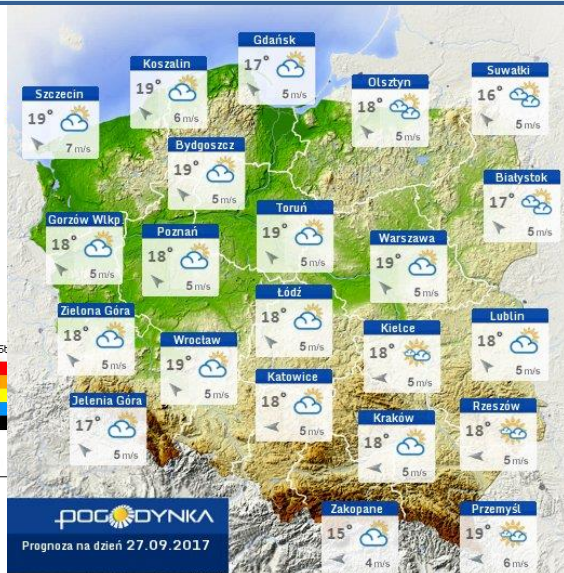 Gdańsk
17°
5 m/s
Koszalin
19°
6 m/s
Suwałki
16°
5 m/s
Olsztyn
18°
5 m/s
Szczecin
19°
7 m/s
Bydgoszcz
19°
5 m/s
Białystok
17°
5 m/s
Toruń
19°
5 m/s
Gorzów Wlkp
18°
5 m/s
Poznań
18°
5 m/s
Warszawa
19°
5 m/s
Łódź
18°
5 m/s
Zielona Góra
18°
5 m/s
Lublin
18°
5 m/s
Kielce
18°
5 m/s
Wrocław
19°
5 m/s
Katowice
18°
5 m/s
Jelenia Góra
17°
5 m/s
Rzeszów
18°
5 m/s
Kraków
18°
5 m/s
Zakopane
15°
4 m/s
Przemyśl
19°
6 m/s
POGODYNKA
Prognoza na dzień 27.09.2017